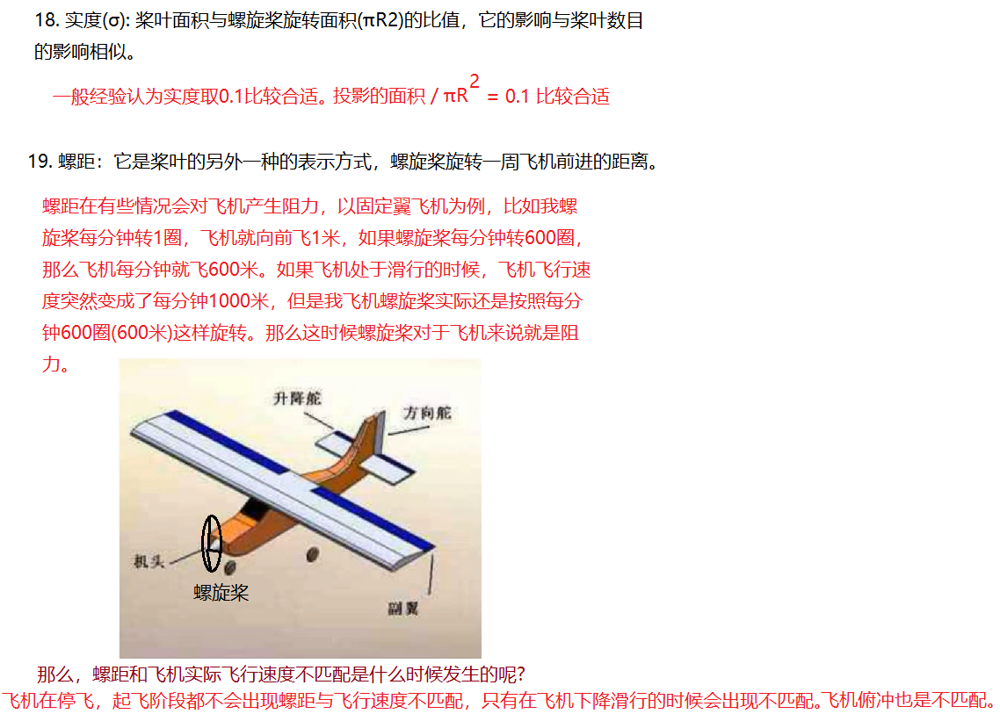 18. 实度(σ): 桨叶面积与螺旋桨旋转面积(πR2)的比值，它的影响与桨叶数目
的影响相似。
一般经验认为实度取0.1比较合适。投影的面积 / πR² = 0.1 比较合适
19. 螺距：它是桨叶的另外一种的表示方式，螺旋桨旋转一周飞机前进的距离。
螺距在有些情况会对飞机产生阻力，以固定翼飞机为例，比如我螺
旋桨每分钟转1圈，飞机就向前飞1米，如果螺旋桨每分钟转600圈，
那么飞机每分钟就飞600米。如果飞机处于滑行的时候，飞机飞行速
度突然变成了每分钟1000米，但是我飞机螺旋桨实际还是按照每分
钟600圈(600米)这样旋转。那么这时候螺旋桨对于飞机来说就是阻
力。
升降舵
方向舵
机头
螺旋桨
副翼
那么，螺距和飞机实际飞行速度不匹配是什么时候发生的呢?
飞机在停飞，起飞阶段都不会出现螺距与飞行速度不匹配，只有在飞机下降滑行的时候会出现不匹配。飞机俯冲也是不匹配。